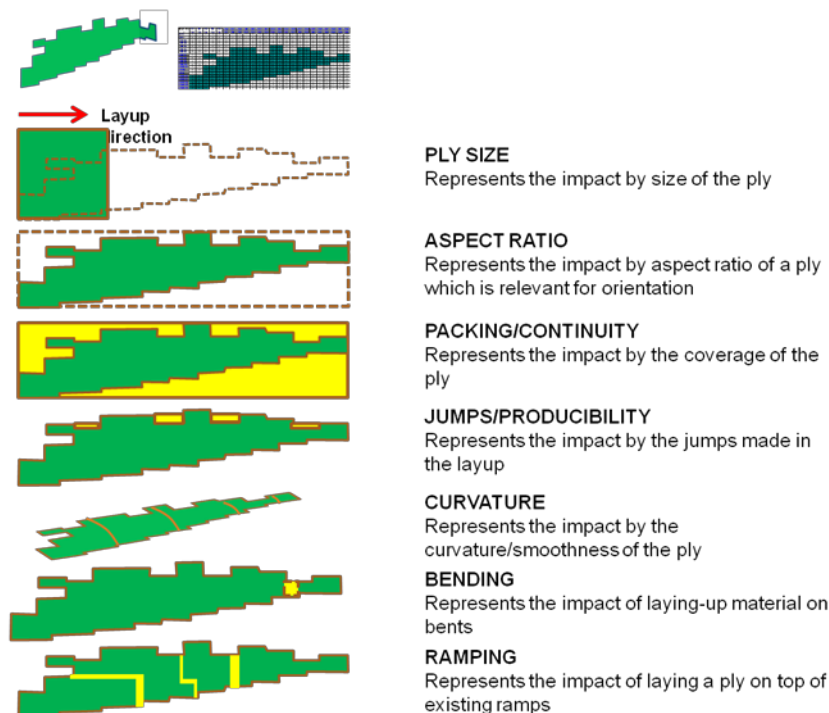 Layup
direction
PLY SIZE
Represents the impact by size of the ply
ASPECT RATIO
Represents the impact by aspect ratio of a ply
which is relevant for orientation
PACKING/CONTINUITY
Represents the impact by the coverage of the
ply
JUMPS/PRODUCIBILITY
Represents the impact by the jumps made in
the layup
CURVATURE
Represents the impact by the
curvature/smoothness of the ply
BENDING
Represents the impact of laying-up material on
bents
RAMPING
Represents the impact of laying a ply on top of
existing ramps